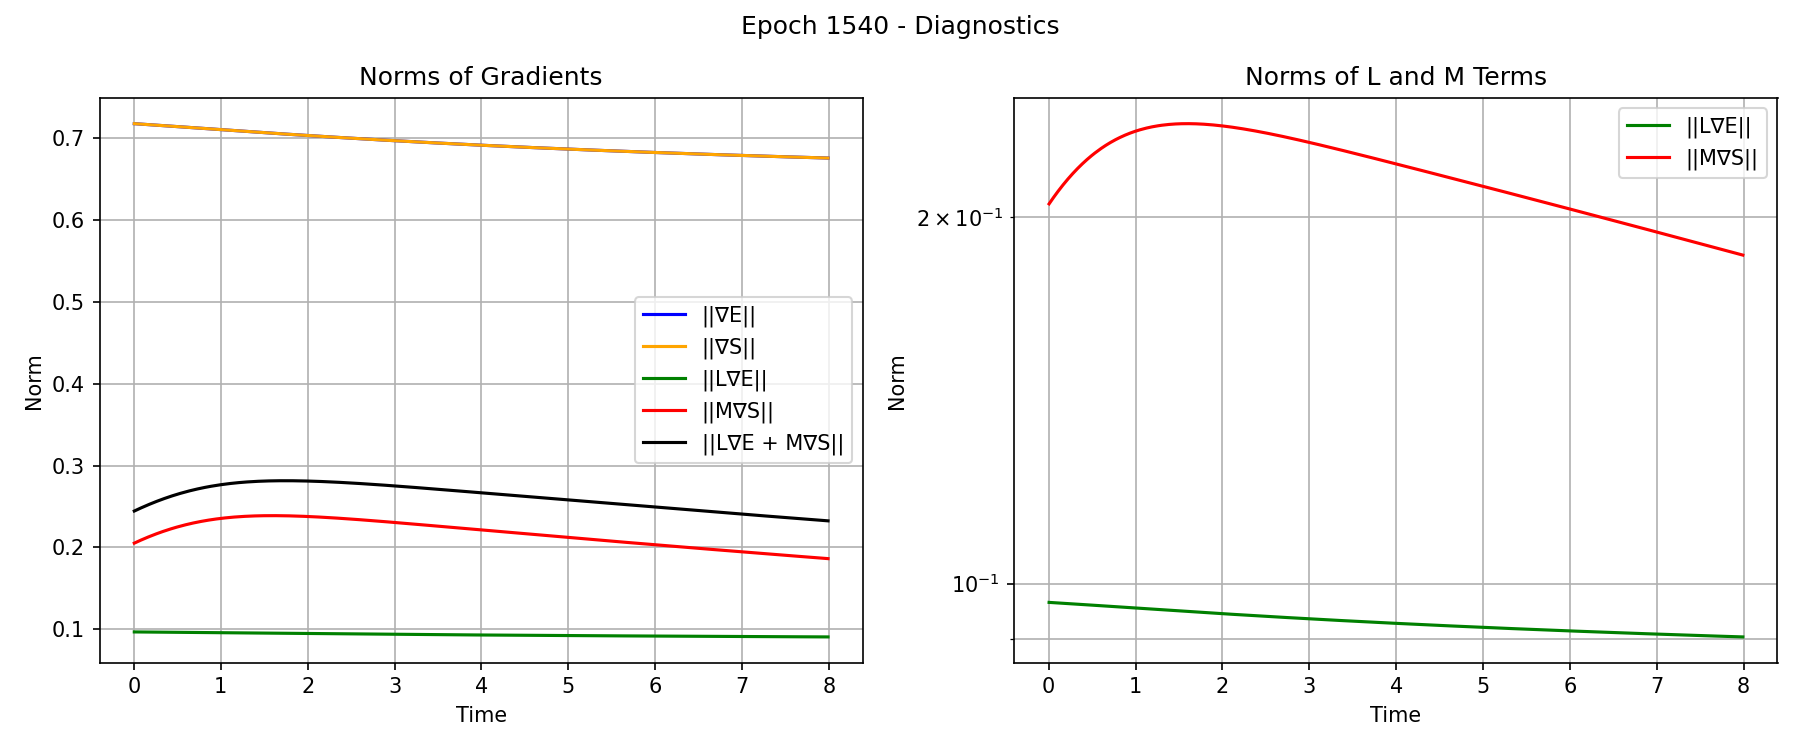 Epoch 1540 - Diagnostics
Norms of Gradients
Norm
0.7
0.6
0.5
0.4
0.3
0.2
0.1
||∇E||
||∇S||
||L∇E||
||M∇S||
||L∇E + M∇S||
0 1 2 3 4 5 6 7 8
Time
Norms of L and M Terms
Norm
2 × 10⁻¹
10⁻¹
||L∇E||
||M∇S||
0 1 2 3 4 5 6 7 8
Time